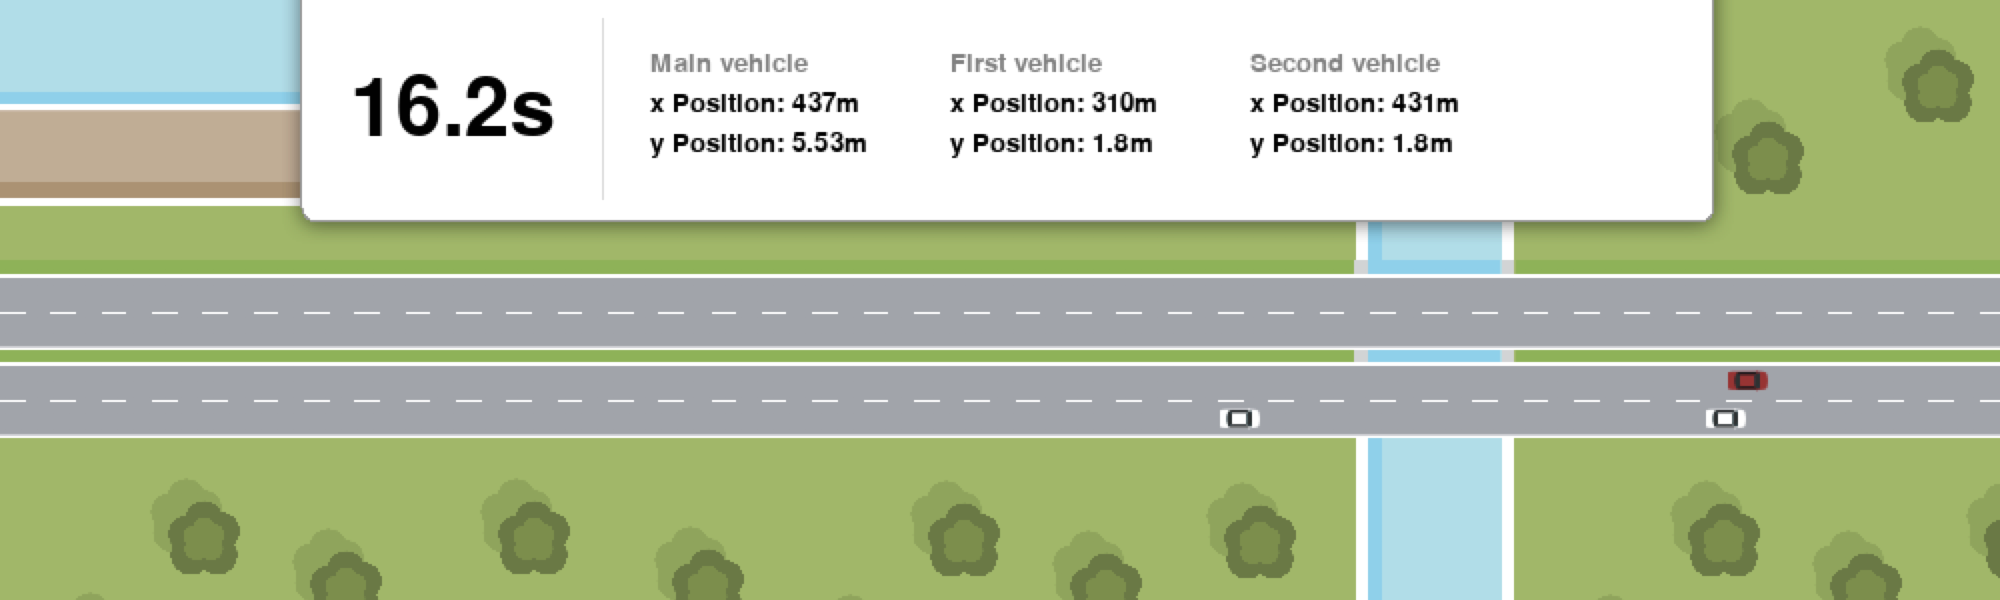 16.2s
Main vehicle
x Position: 437m
y Position: 5.53m
First vehicle
x Position: 310m
y Position: 1.8m
Second vehicle
x Position: 431m
y Position: 1.8m